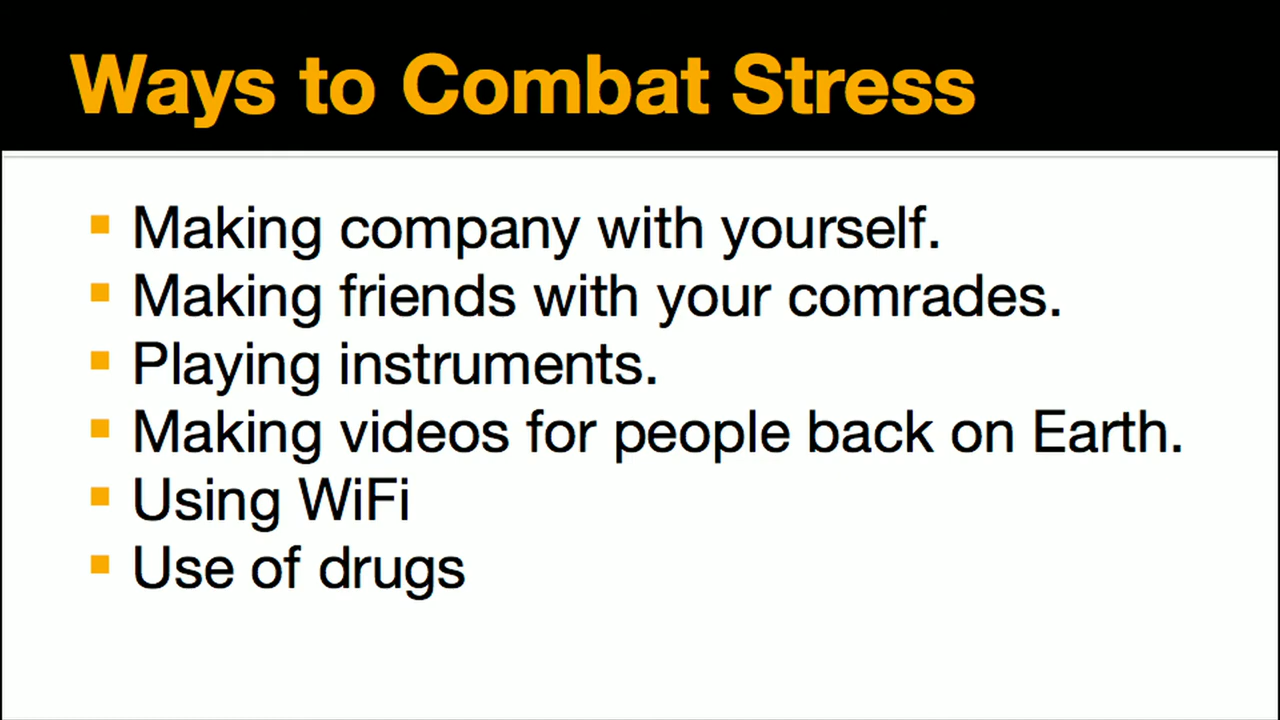 Ways to Combat Stress
Making company with yourself.
Making friends with your comrades.
Playing instruments.
Making videos for people back on Earth.
Using WiFi
Use of drugs